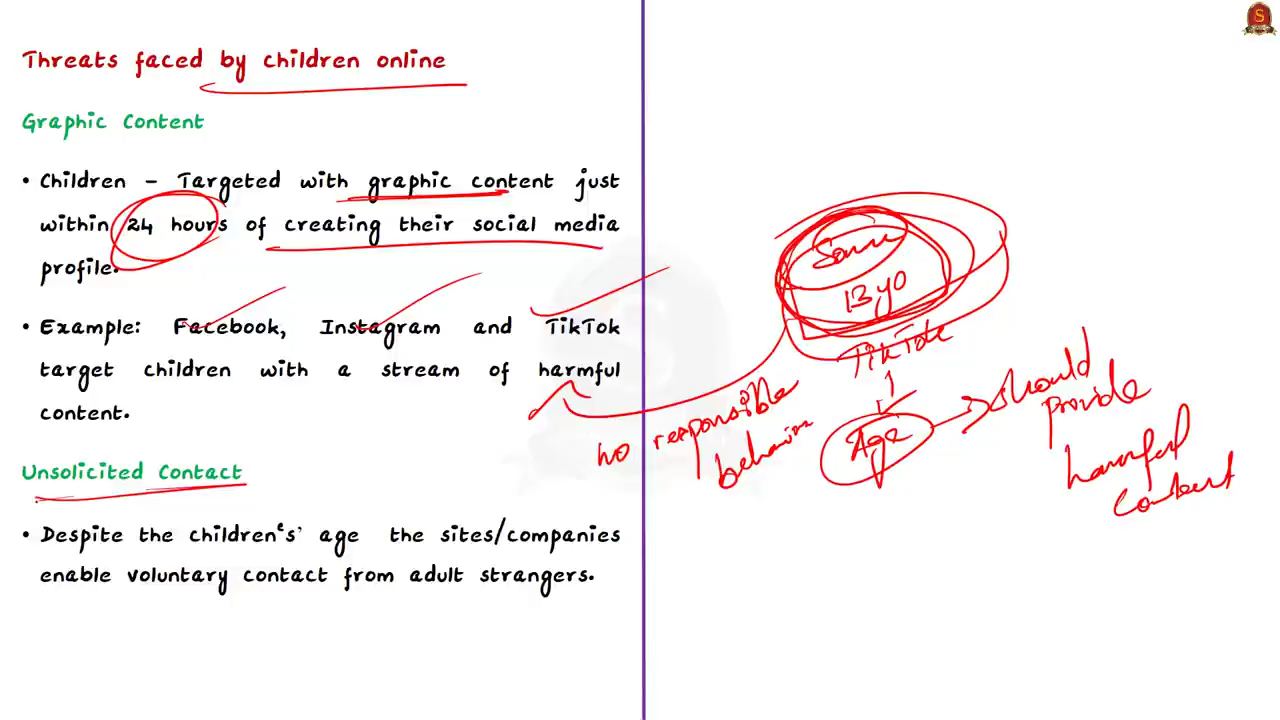 Threats faced by children online
Graphic Content
• Children – Targeted with graphic content just
within 24 hours of creating their social media
profile.
• Example: Facebook, Instagram and TikTok
target children with a stream of harmful
content.
Unsolicited Contact
• Despite the children's' age the sites/companies
enable voluntary contact from adult strangers.
13 yo
TikTok
Age
should
provide
harmful
content
no responsible